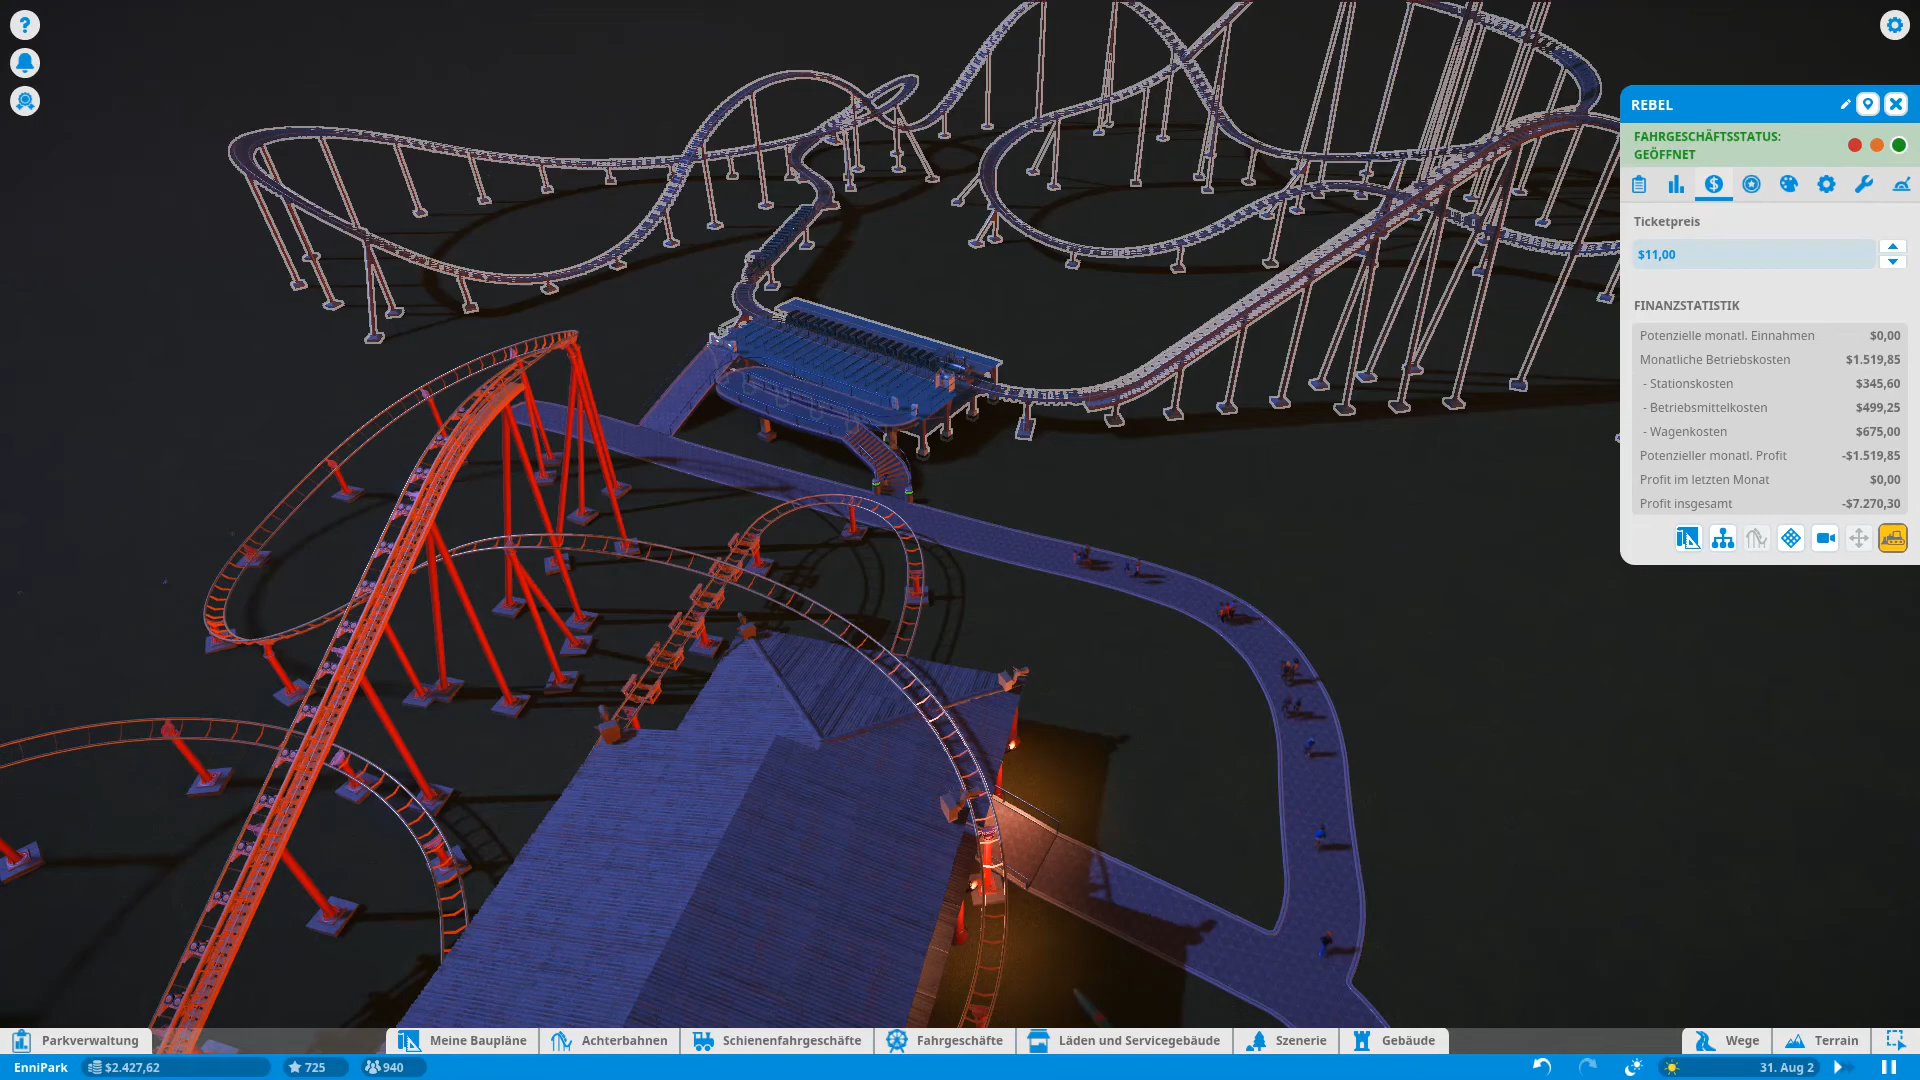 REBEL
FAHRGESCHÄFTSSTATUS:
GEÖFFNET
Ticketpreis
$11,00
FINANZSTATISTIK
Potenzielle monatl. Einnahmen $0,00
Monatliche Betriebskosten $1.519,85
- Stationskosten $345,60
- Betriebsmittelkosten $499,25
- Wagenkosten $675,00
Potenzieller monatl. Profit -$1.519,85
Profit im letzten Monat $0,00
Profit insgesamt -$7.270,30
Parkverwaltung Meine Baupläne Achterbahnen Schienenfahrgeschäfte Fahrgeschäfte Läden und Servicegebäude Szenerie Gebäude Wege Terrain
EnniPark $2.427,62 725 940 31. Aug 2